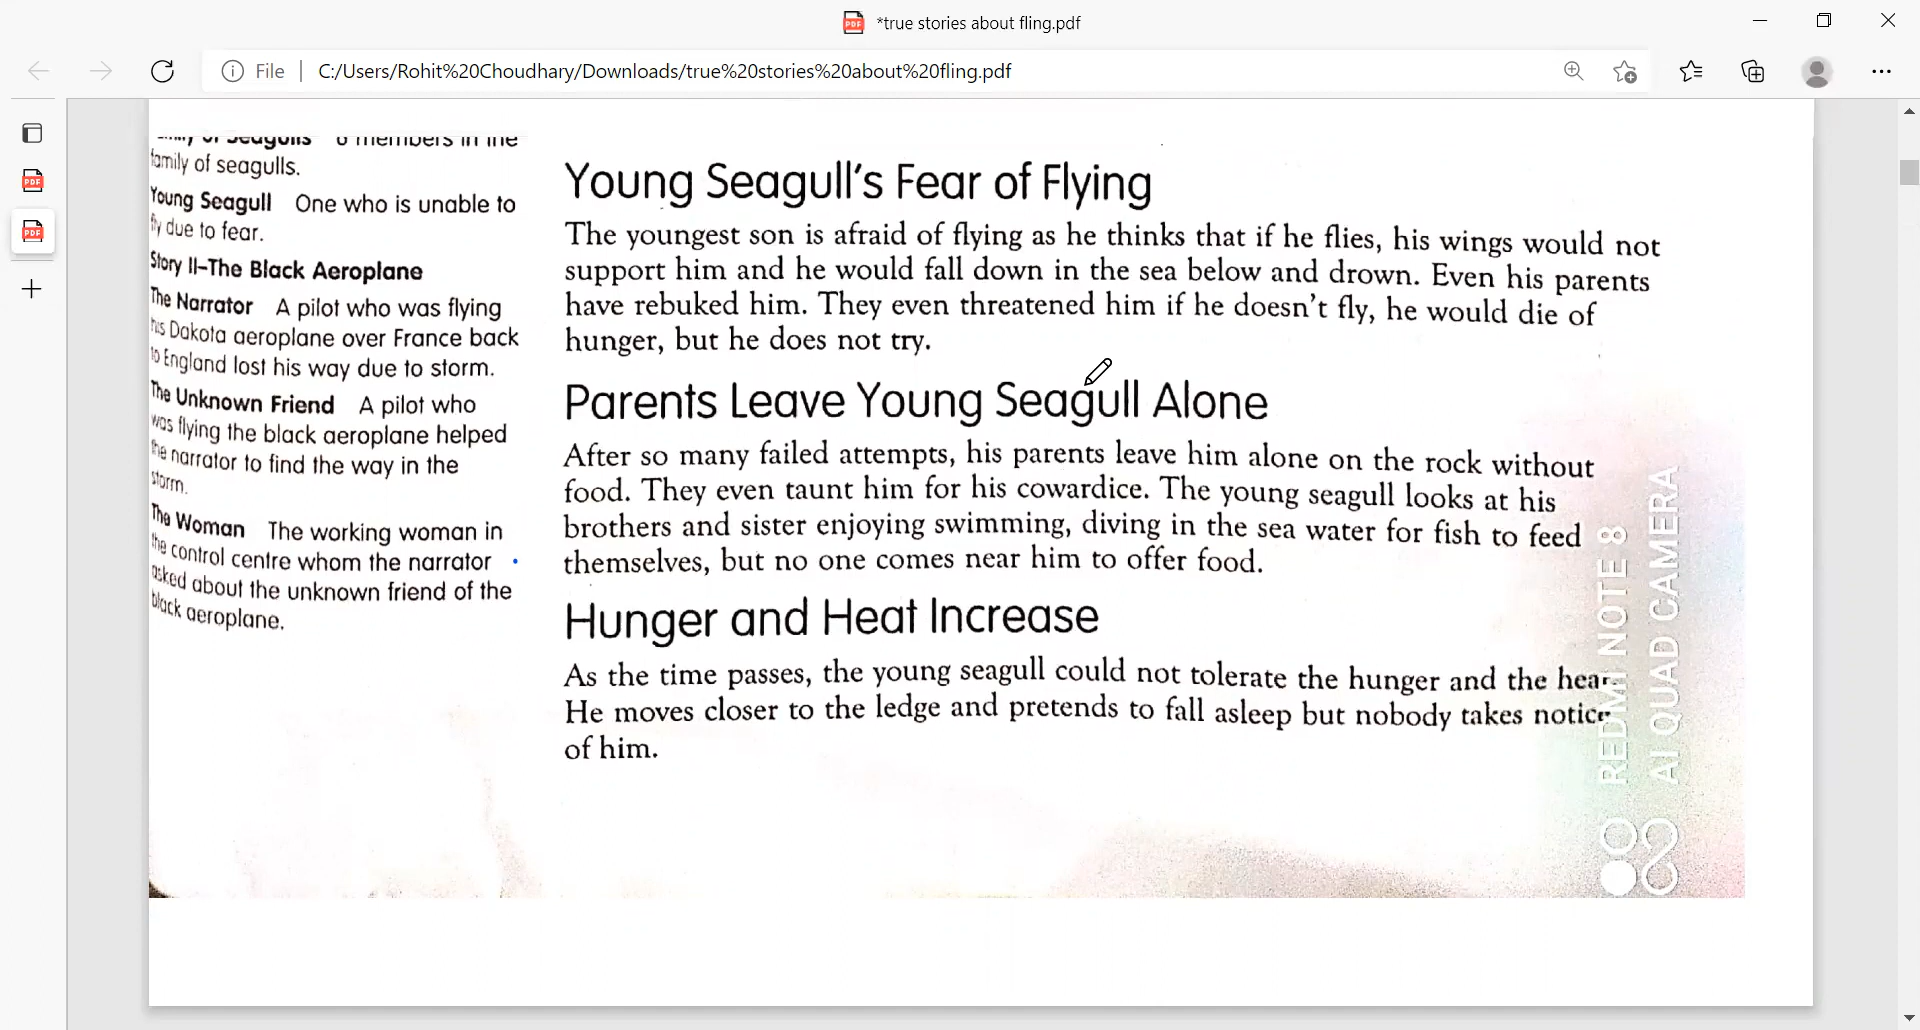 *true stories about fling.pdf
File
C:/Users/Rohit%20Choudhary/Downloads/true%20stories%20about%20fling.pdf
of Seagulls 6 members in the
family of seagulls.
Young Seagull One who is unable to
fly due to fear.
Story II–The Black Aeroplane
The Narrator A pilot who was flying
his Dakota aeroplane over France back
to England lost his way due to storm.
The Unknown Friend A pilot who
was flying the black aeroplane helped
the narrator to find the way in the
storm.
The Woman The working woman in
the control centre whom the narrator
asked about the unknown friend of the
black aeroplane.
Young Seagull's Fear of Flying
The youngest son is afraid of flying as he thinks that if he flies, his wings would not
support him and he would fall down in the sea below and drown. Even his parents
have rebuked him. They even threatened him if he doesn't fly, he would die of
hunger, but he does not try.
Parents Leave Young Seagull Alone
After so many failed attempts, his parents leave him alone on the rock without
food. They even taunt him for his cowardice. The young seagull looks at his
brothers and sister enjoying swimming, diving in the sea water for fish to feed
themselves, but no one comes near him to offer food.
Hunger and Heat Increase
As the time passes, the young seagull could not tolerate the hunger and the heat.
He moves closer to the ledge and pretends to fall asleep but nobody takes notice
of him.
REDMI NOTE 8
AI QUAD CAMERA